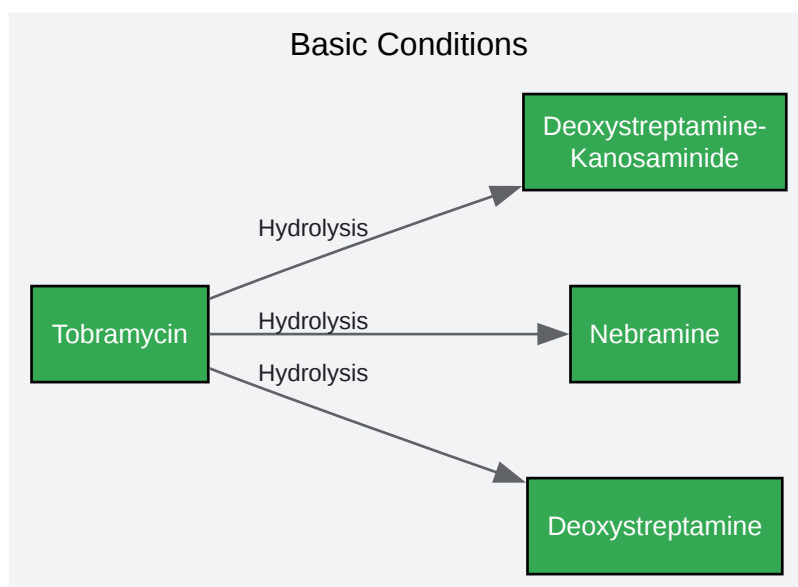 Basic Conditions
Deoxystreptamine-
Kanosaminide
Hydrolysis
Tobramycin
Hydrolysis
Nebramine
Hydrolysis
Deoxystreptamine